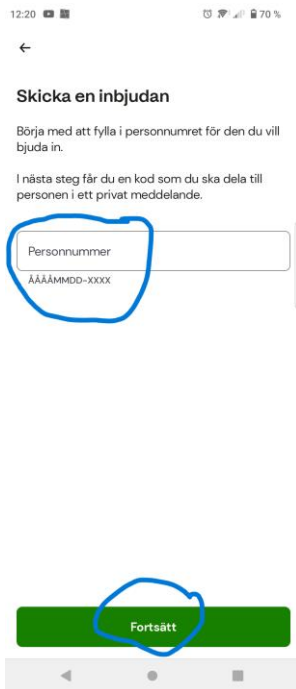 12:20 70 %
Skicka en inbjudan
Börja med att fylla i personnumret för den du vill
bjuda in.
I nästa steg får du en kod som du ska dela till
personen i ett privat meddelande.
Personnummer
ÅÅÅÅMMDD-XXXX
Fortsätt